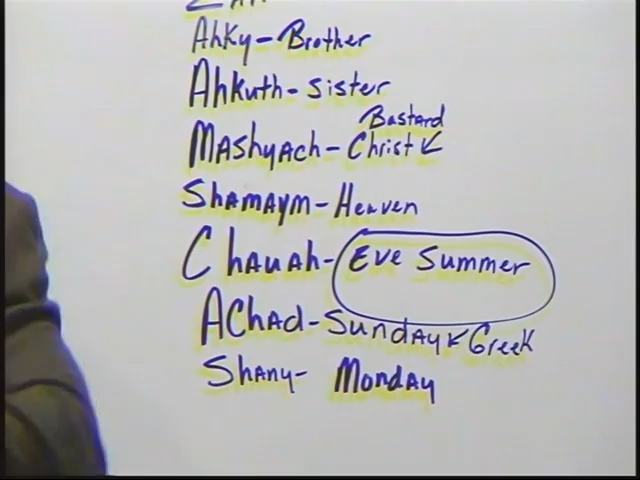 Ahky - Brother
Ahkuth - Sister
Bastard
Mashyach - Christ
Shamaym - Heaven
Chauah - Eve Summer
AChad - Sunday Greek
Shany - Monday